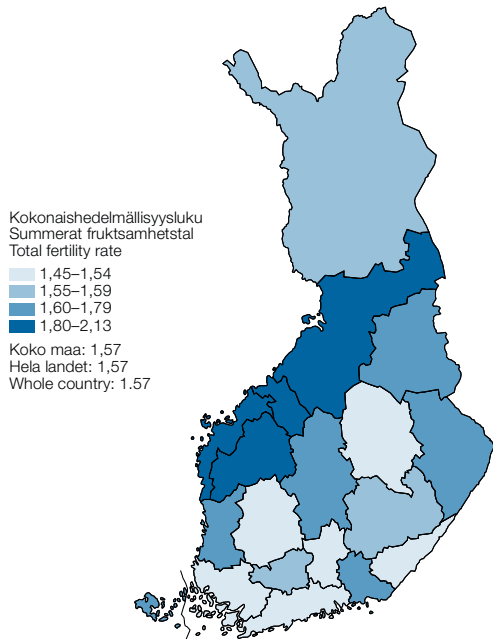 Kokonaishedelmällisyysluku
Summerat fruktsamhetstal
Total fertility rate
1,45–1,54
1,55–1,59
1,60–1,79
1,80–2,13
Koko maa: 1,57
Hela landet: 1,57
Whole country: 1.57